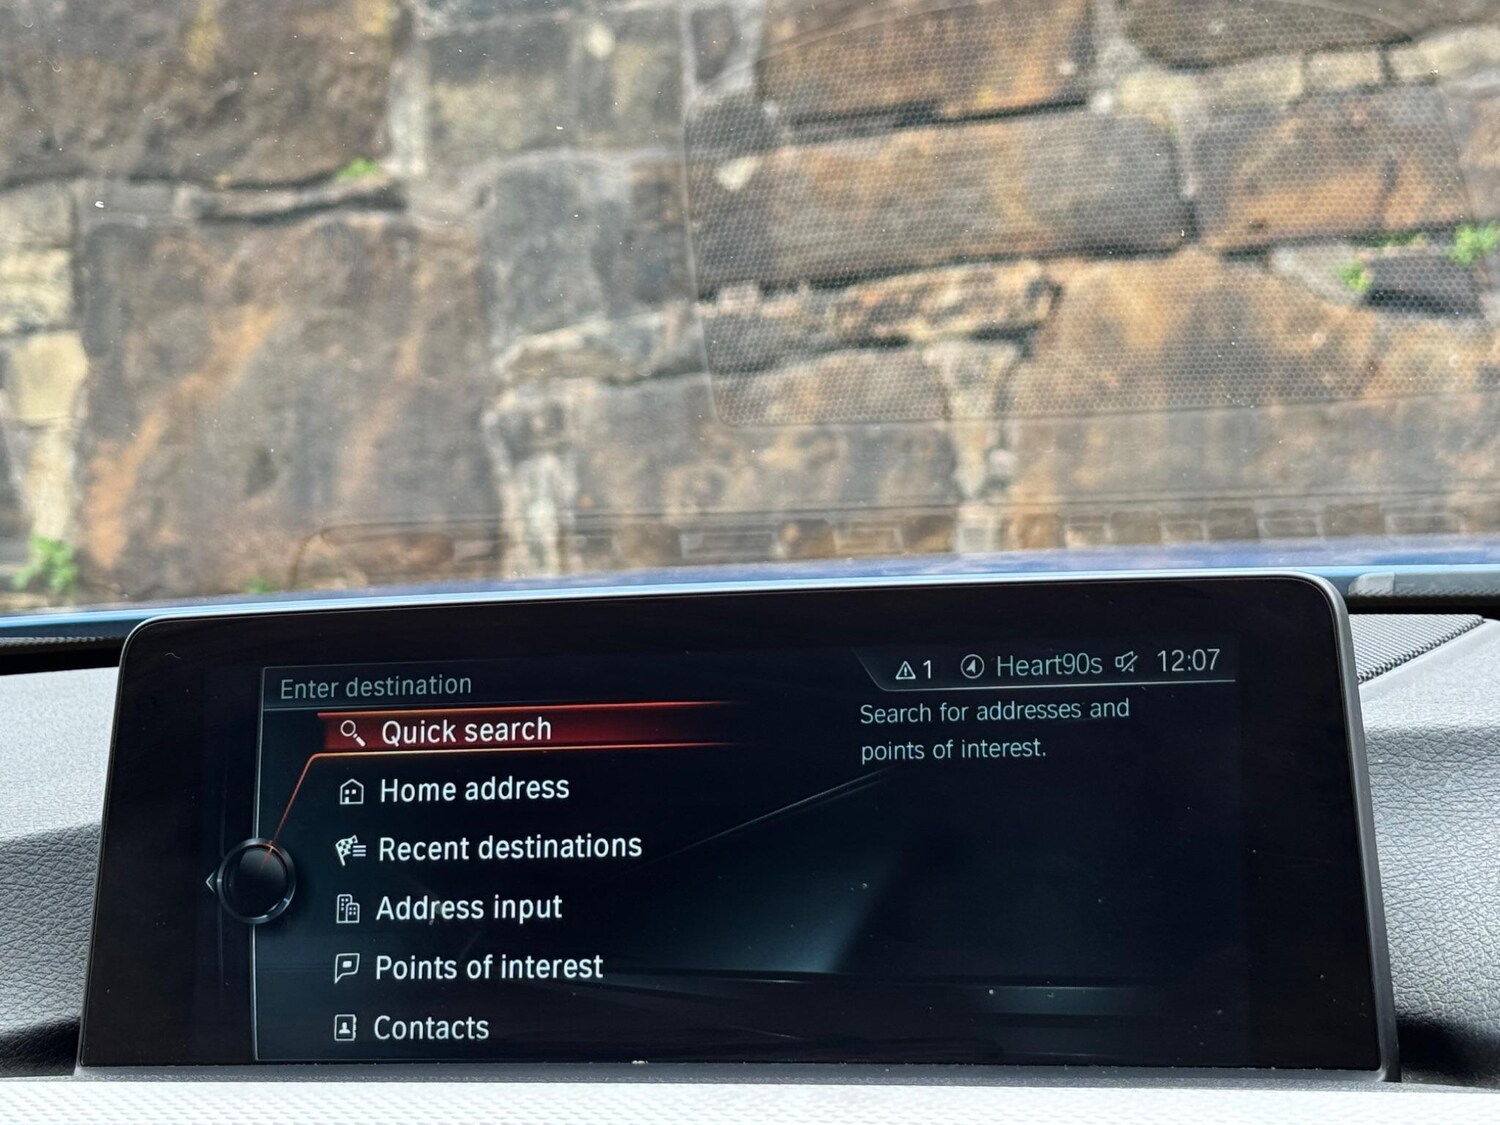 Enter destination
1 Heart90s 12:07
Quick search
Search for addresses and
points of interest.
Home address
Recent destinations
Address input
Points of interest
Contacts